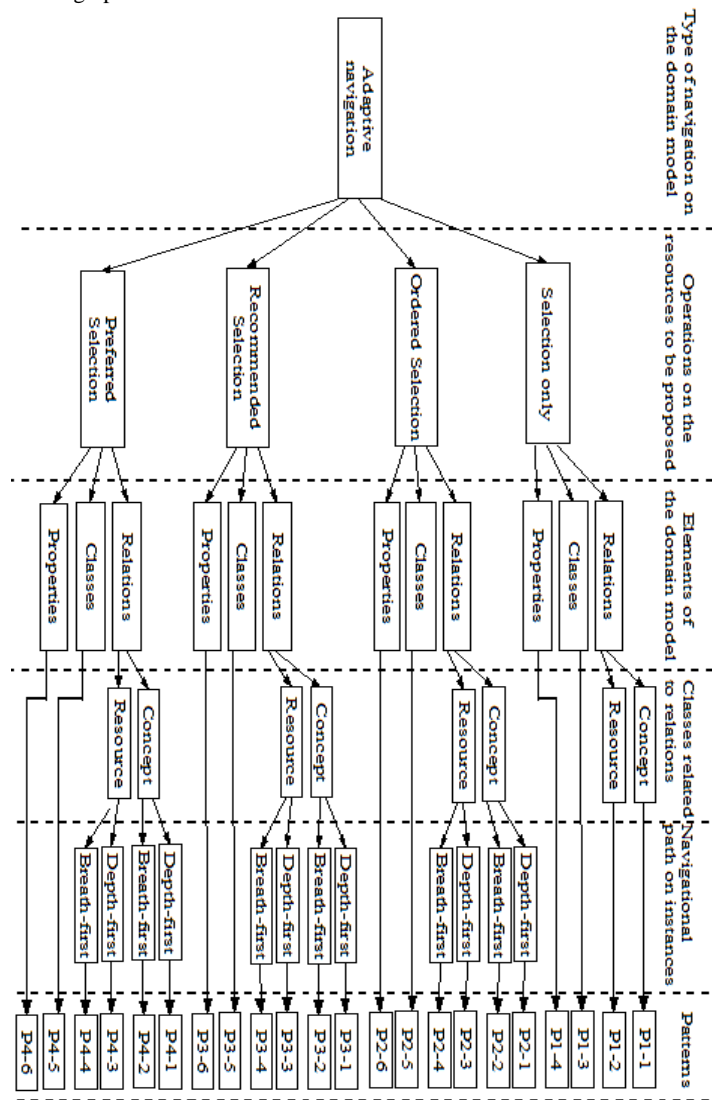 Type of navigation on
the domain model
Operations on the
resources to be proposed
Elements of
the domain model
Classes related
to relations
Navigational
path on instances
Patterns
Adaptive
navigation
Selection only
Ordered Selection
Recommended
Selection
Preferred
Selection
Relations
Classes
Properties
Relations
Classes
Properties
Relations
Classes
Properties
Relations
Classes
Properties
Concept
Resource
Concept
Resource
Concept
Resource
Concept
Resource
Depth-first
Breath-first
Depth-first
Breath-first
Depth-first
Breath-first
Depth-first
Breath-first
Depth-first
Breath-first
Depth-first
Breath-first
P1-1
P1-2
P1-3
P1-4
P2-1
P2-2
P2-3
P2-4
P2-5
P2-6
P3-1
P3-2
P3-3
P3-4
P3-5
P3-6
P4-1
P4-2
P4-3
P4-4
P4-5
P4-6